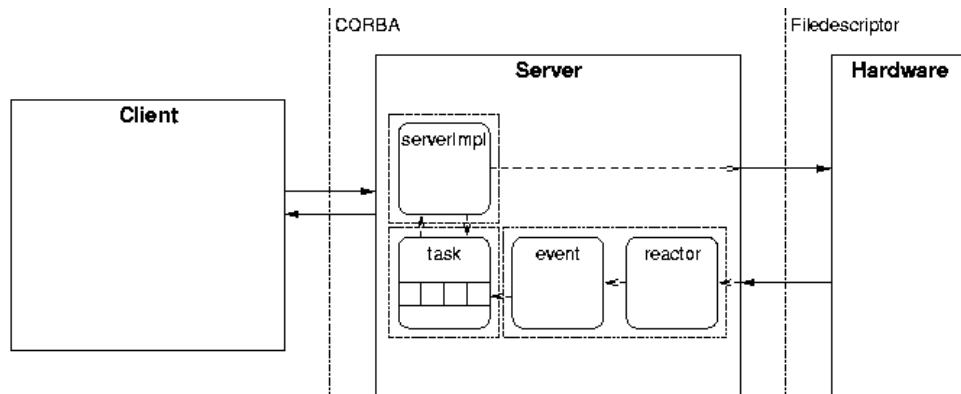 CORBA
Filedescriptor
Server
Hardware
Client
serverImpl
task
event
reactor